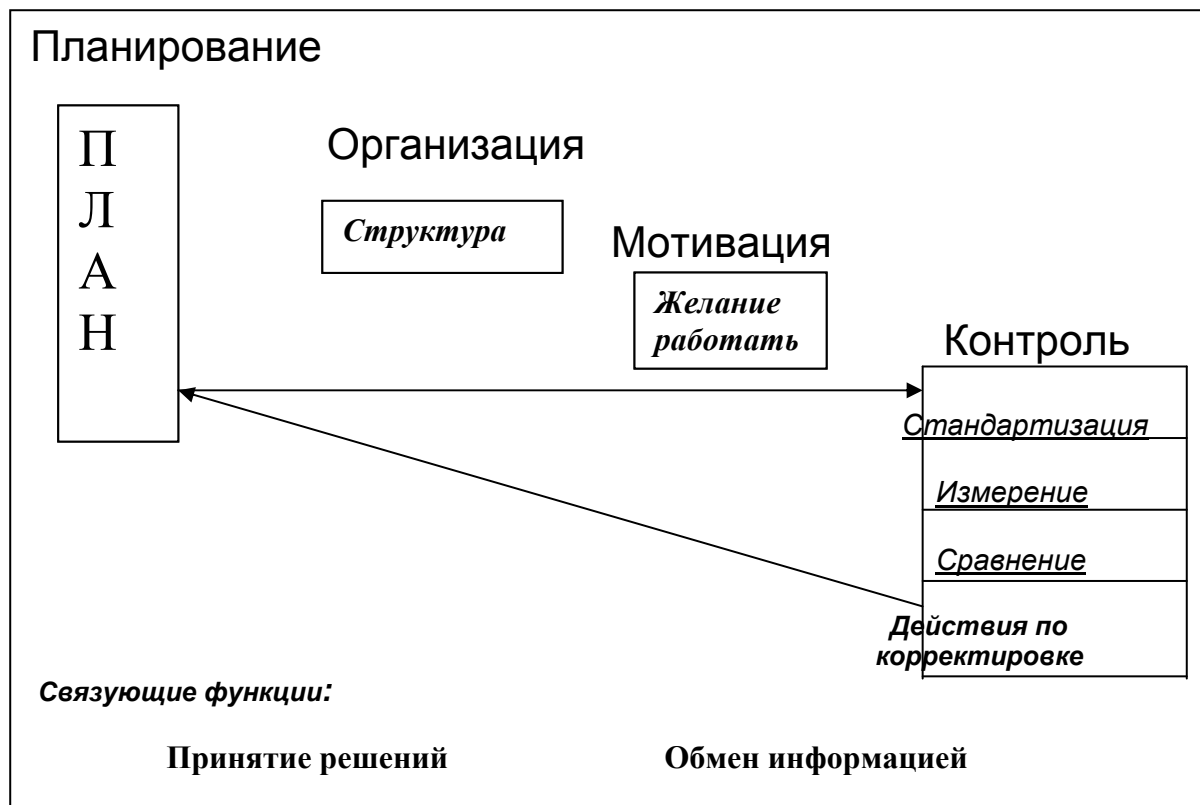 Планирование
П
Л
А
Н
Организация
Структура
Мотивация
Желание
работать
Контроль
Стандартизация
Измерение
Сравнение
Действия по
корректировке
Связующие функции:
Принятие решений
Обмен информацией